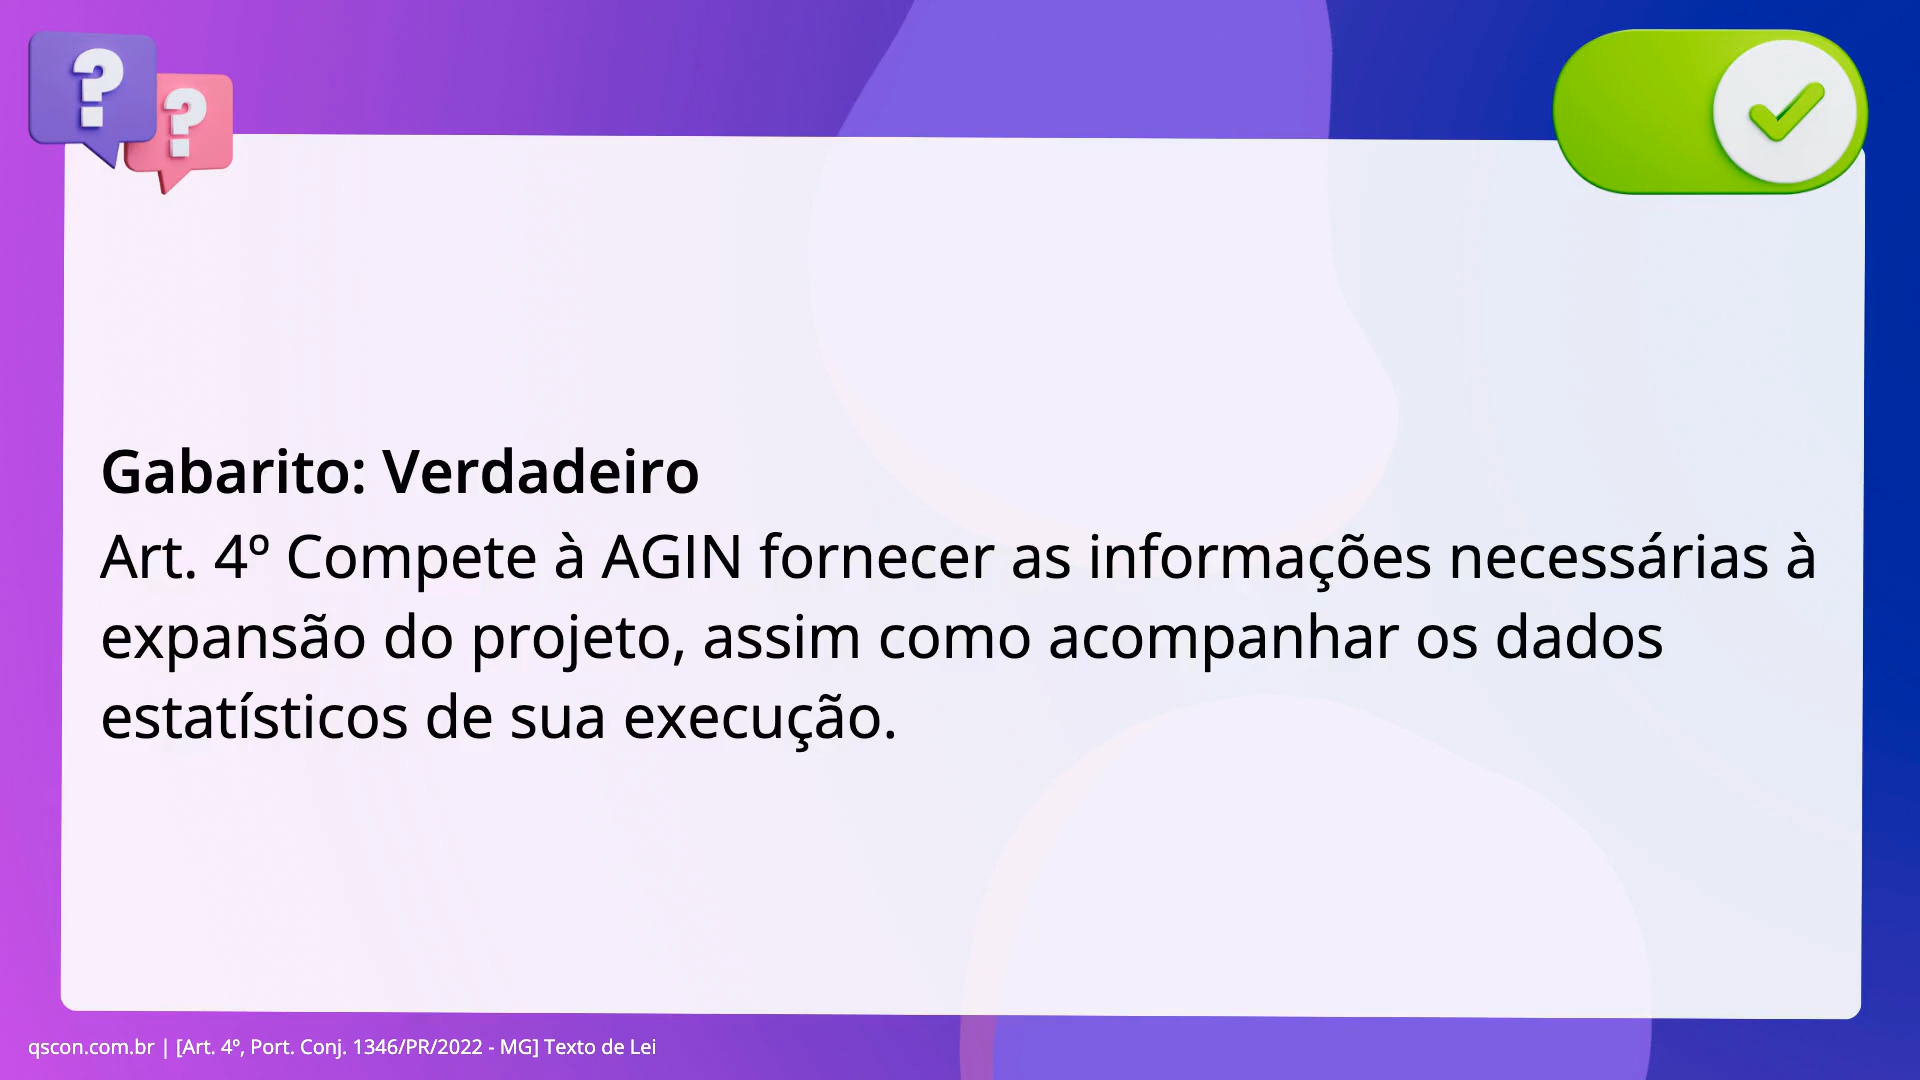 Gabarito: Verdadeiro
Art. 4º Compete à AGIN fornecer as informações necessárias à
expansão do projeto, assim como acompanhar os dados
estatísticos de sua execução.
qscon.com.br | [Art. 4º, Port. Conj. 1346/PR/2022 - MG] Texto de Lei